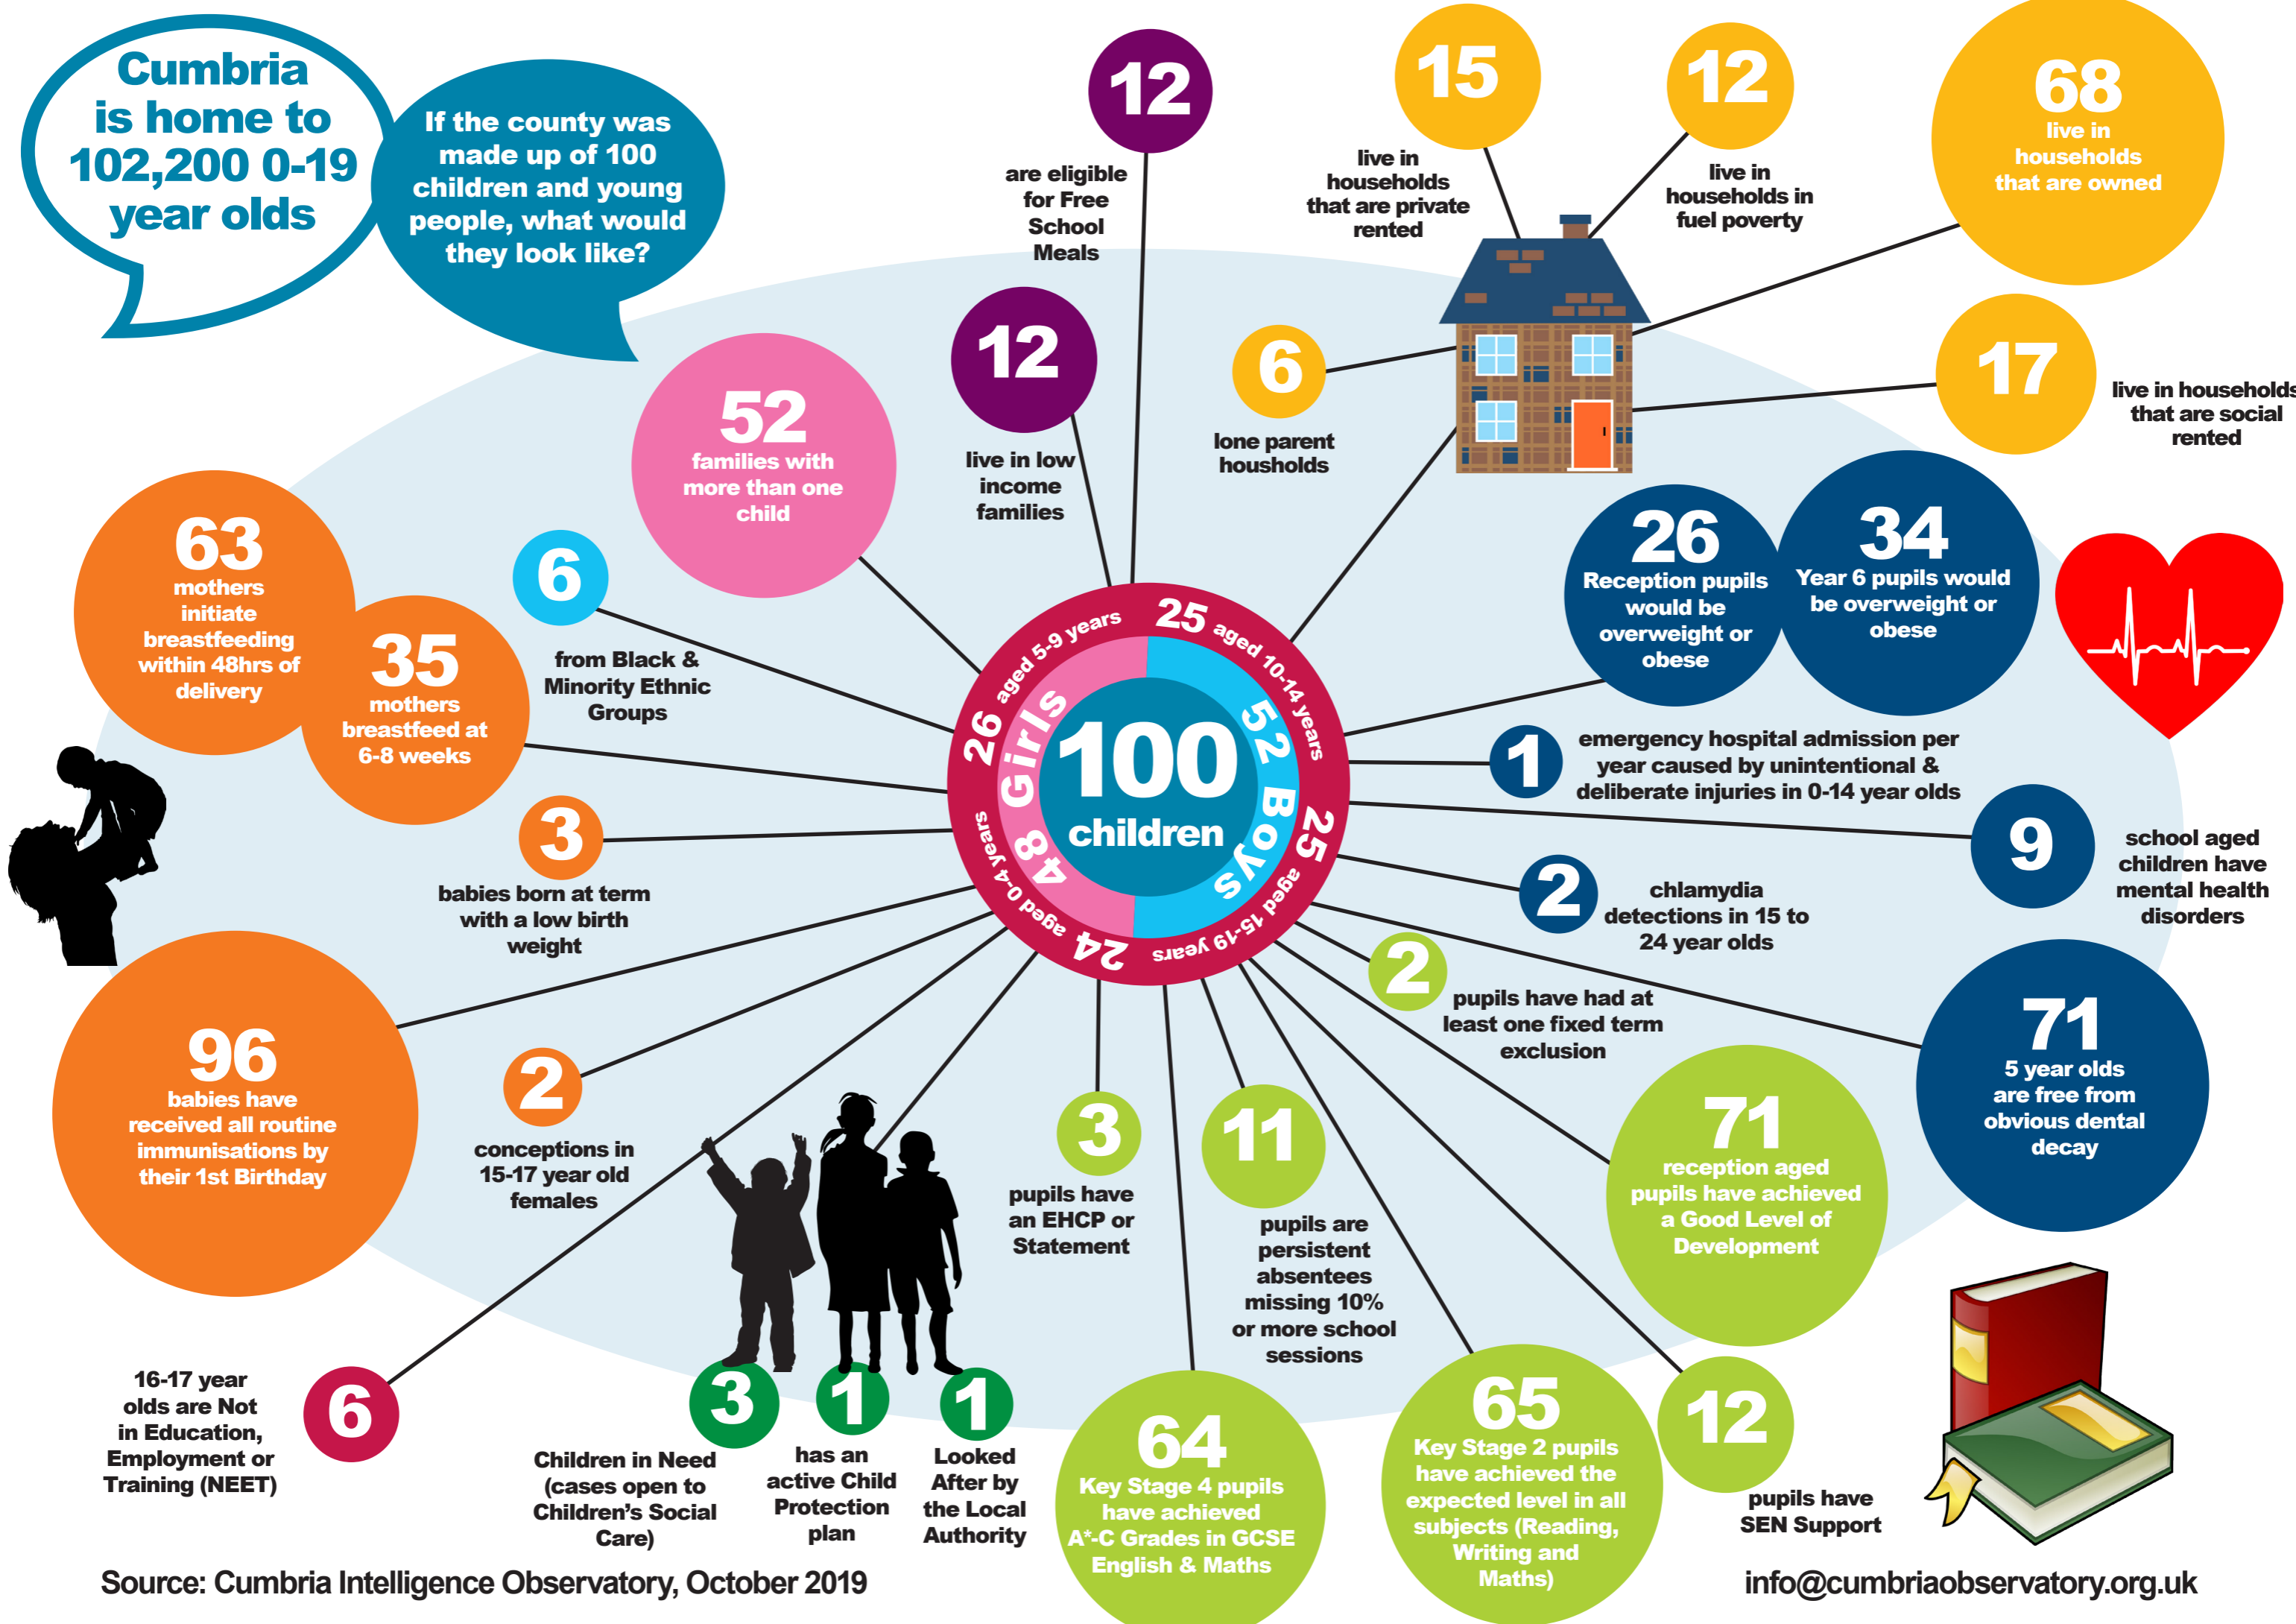 Cumbria
is home to
102,200 0-19
year olds
If the county was
made up of 100
children and young
people, what would
they look like?
12
are eligible
for Free
School
Meals
15
live in
households
that are private
rented
12
live in
households in
fuel poverty
68
live in
households
that are owned
12
live in low
income
families
6
lone parent
housholds
17
live in households
that are social
rented
52
families with
more than one
child
63
mothers
initiate
breastfeeding
within 48hrs of
delivery
35
mothers
breastfeed at
6-8 weeks
6
from Black &
Minority Ethnic
Groups
26
Reception pupils
would be
overweight or
obese
34
Year 6 pupils would
be overweight or
obese
26 aged 5-9 years
25 aged 10-14 years
25 aged 15-19 years
24 aged 0-4 years
48 Girls
52 Boys
100
children
1
emergency hospital admission per
year caused by unintentional &
deliberate injuries in 0-14 year olds
9
school aged
children have
mental health
disorders
3
babies born at term
with a low birth
weight
2
chlamydia
detections in 15 to
24 year olds
2
pupils have had at
least one fixed term
exclusion
71
5 year olds
are free from
obvious dental
decay
96
babies have
received all routine
immunisations by
their 1st Birthday
2
conceptions in
15-17 year old
females
3
pupils have
an EHCP or
Statement
11
pupils are
persistent
absentees
missing 10%
or more school
sessions
71
reception aged
pupils have achieved
a Good Level of
Development
16-17 year
olds are Not
in Education,
Employment or
Training (NEET)
6
3
Children in Need
(cases open to
Children's Social
Care)
1
has an
active Child
Protection
plan
1
Looked
After by
the Local
Authority
64
Key Stage 4 pupils
have achieved
A*-C Grades in GCSE
English & Maths
65
Key Stage 2 pupils
have achieved the
expected level in all
subjects (Reading,
Writing and
Maths)
12
pupils have
SEN Support
Source: Cumbria Intelligence Observatory, October 2019
info@cumbriaobservatory.org.uk